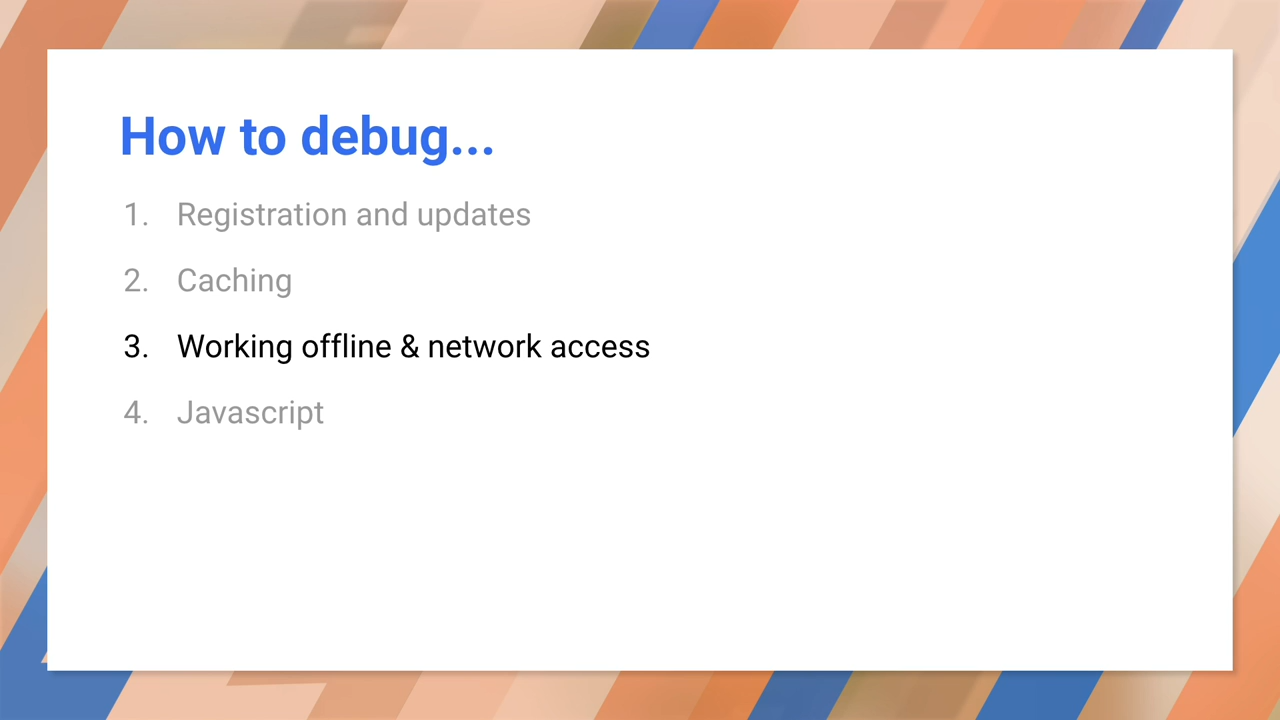 How to debug...
1. Registration and updates
2. Caching
3. Working offline & network access
4. Javascript